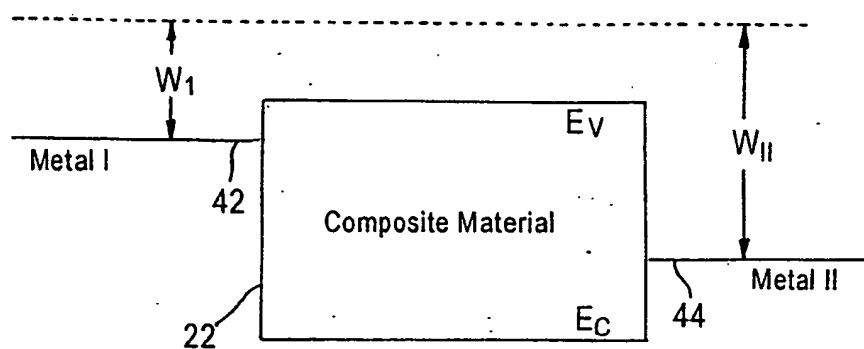 W1
EV
WII
Metal I
42
Composite Material
Metal II
22
EC
44